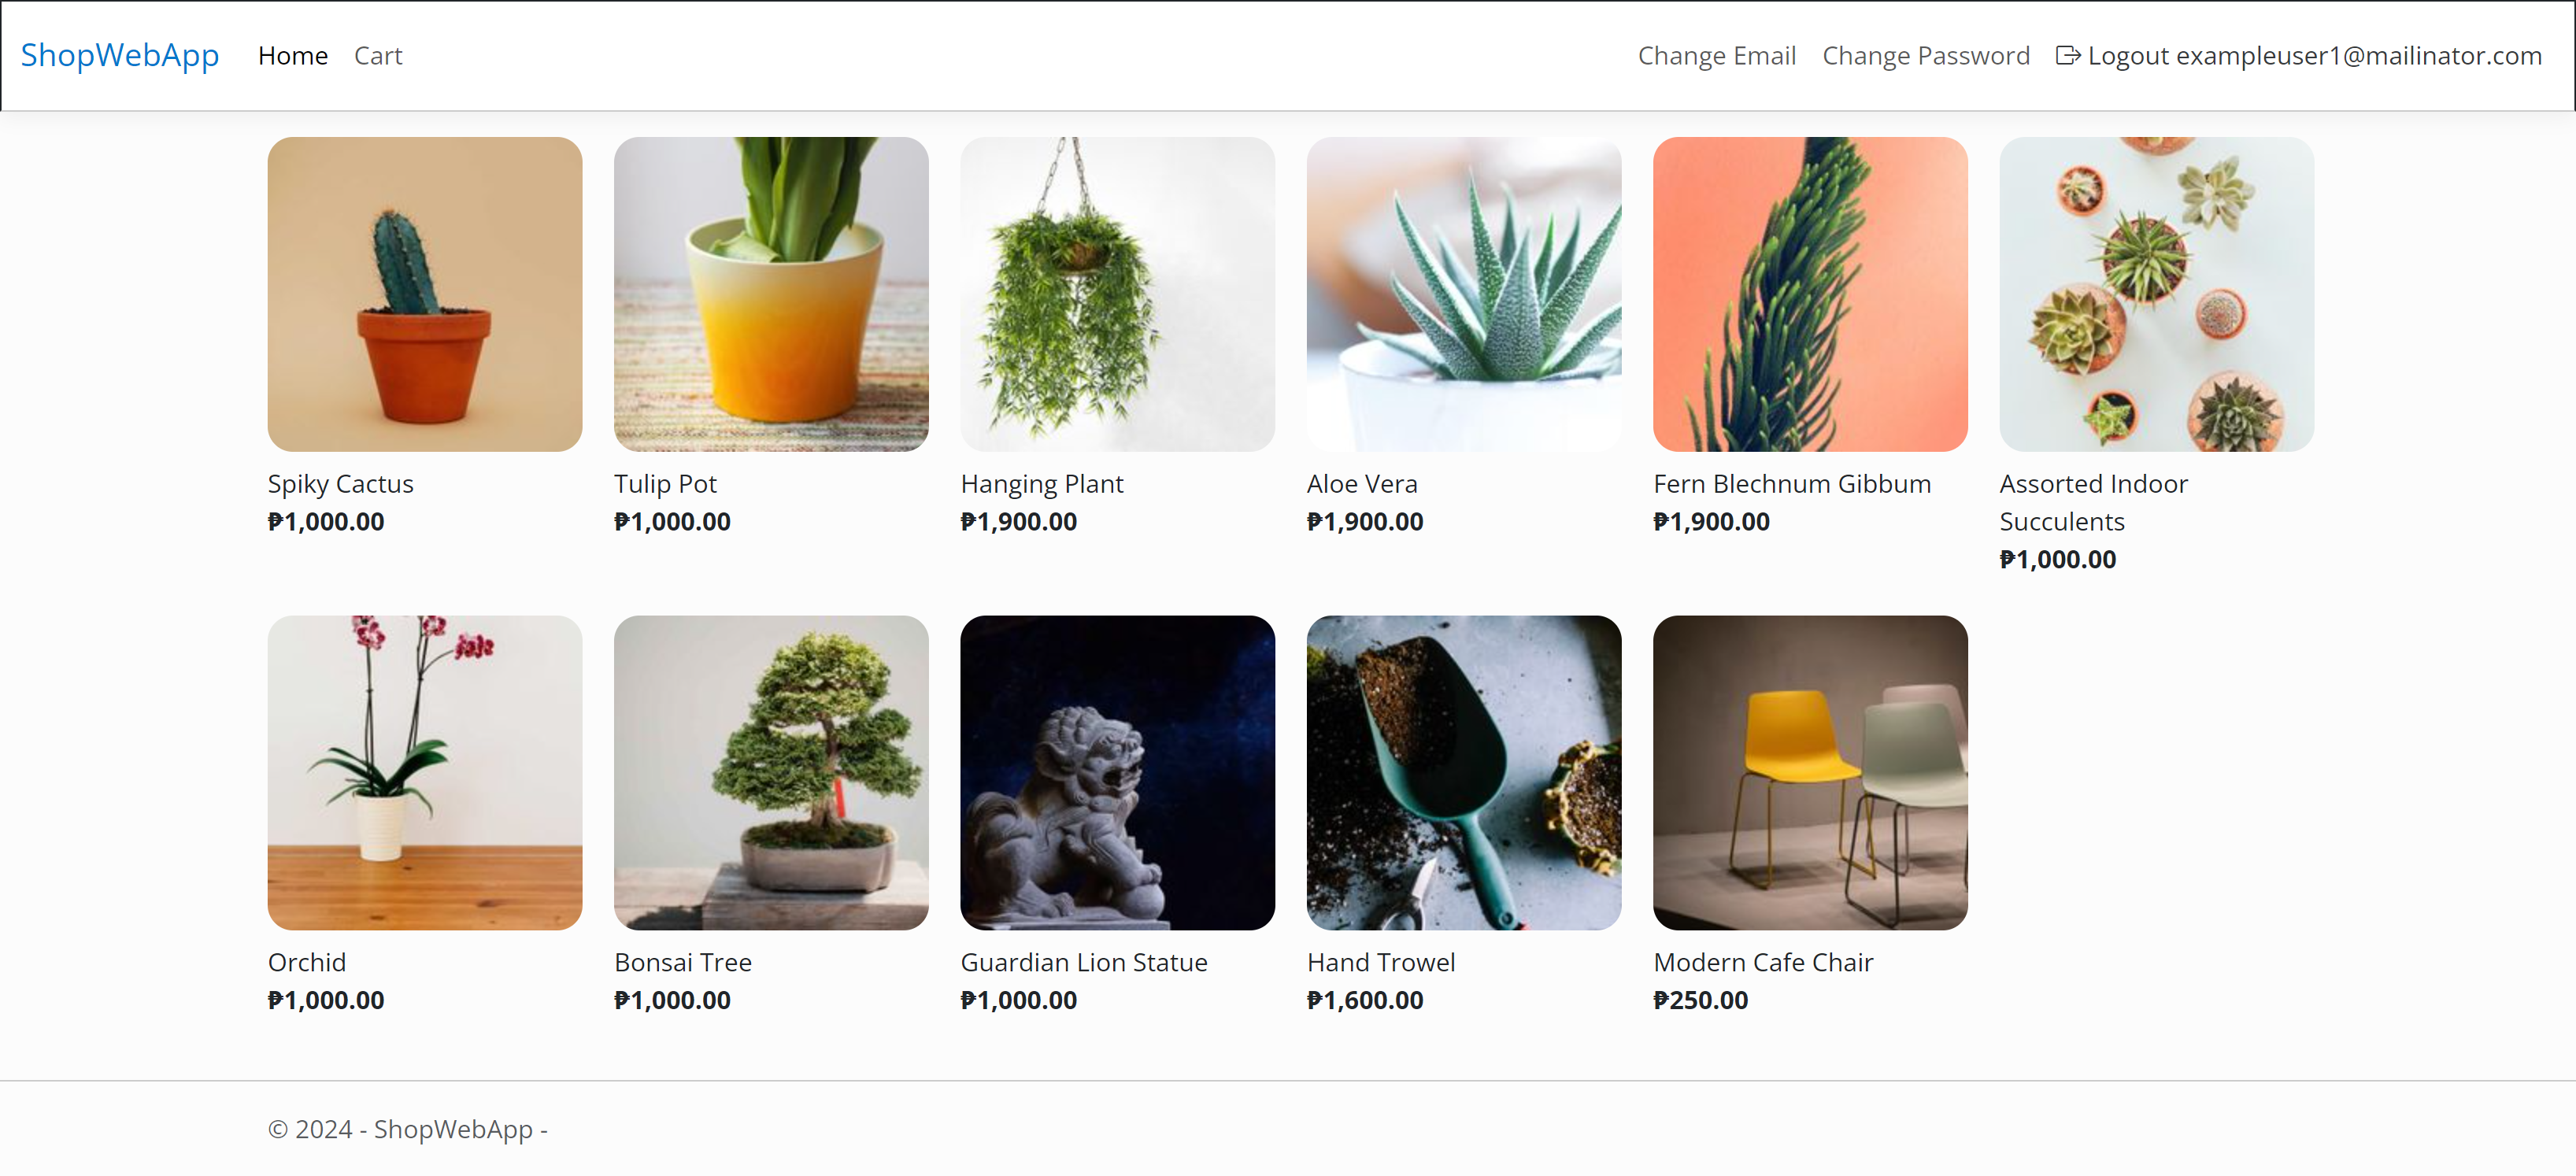 ShopWebApp Home Cart Change Email Change Password Logout exampleuser1@mailinator.com
Spiky Cactus
₱1,000.00
Tulip Pot
₱1,000.00
Hanging Plant
₱1,900.00
Aloe Vera
₱1,900.00
Fern Blechnum Gibbum
₱1,900.00
Assorted Indoor
Succulents
₱1,000.00
Orchid
₱1,000.00
Bonsai Tree
₱1,000.00
Guardian Lion Statue
₱1,000.00
Hand Trowel
₱1,600.00
Modern Cafe Chair
₱250.00
© 2024 - ShopWebApp -